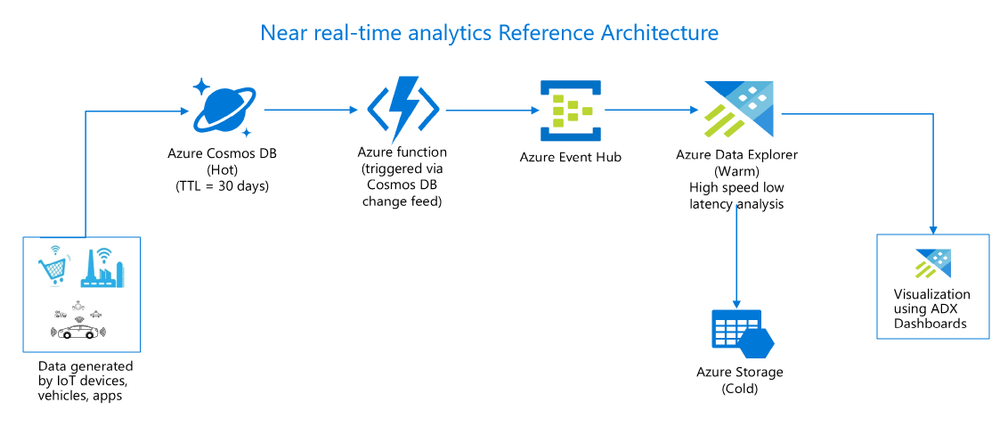 Near real-time analytics Reference Architecture
Azure Cosmos DB
(Hot)
(TTL = 30 days)
Azure function
(triggered via
Cosmos DB
change feed)
Azure Event Hub
Azure Data Explorer
(Warm)
High speed low
latency analysis
Data generated
by IoT devices,
vehicles, apps
Azure Storage
(Cold)
Visualization
using ADX
Dashboards